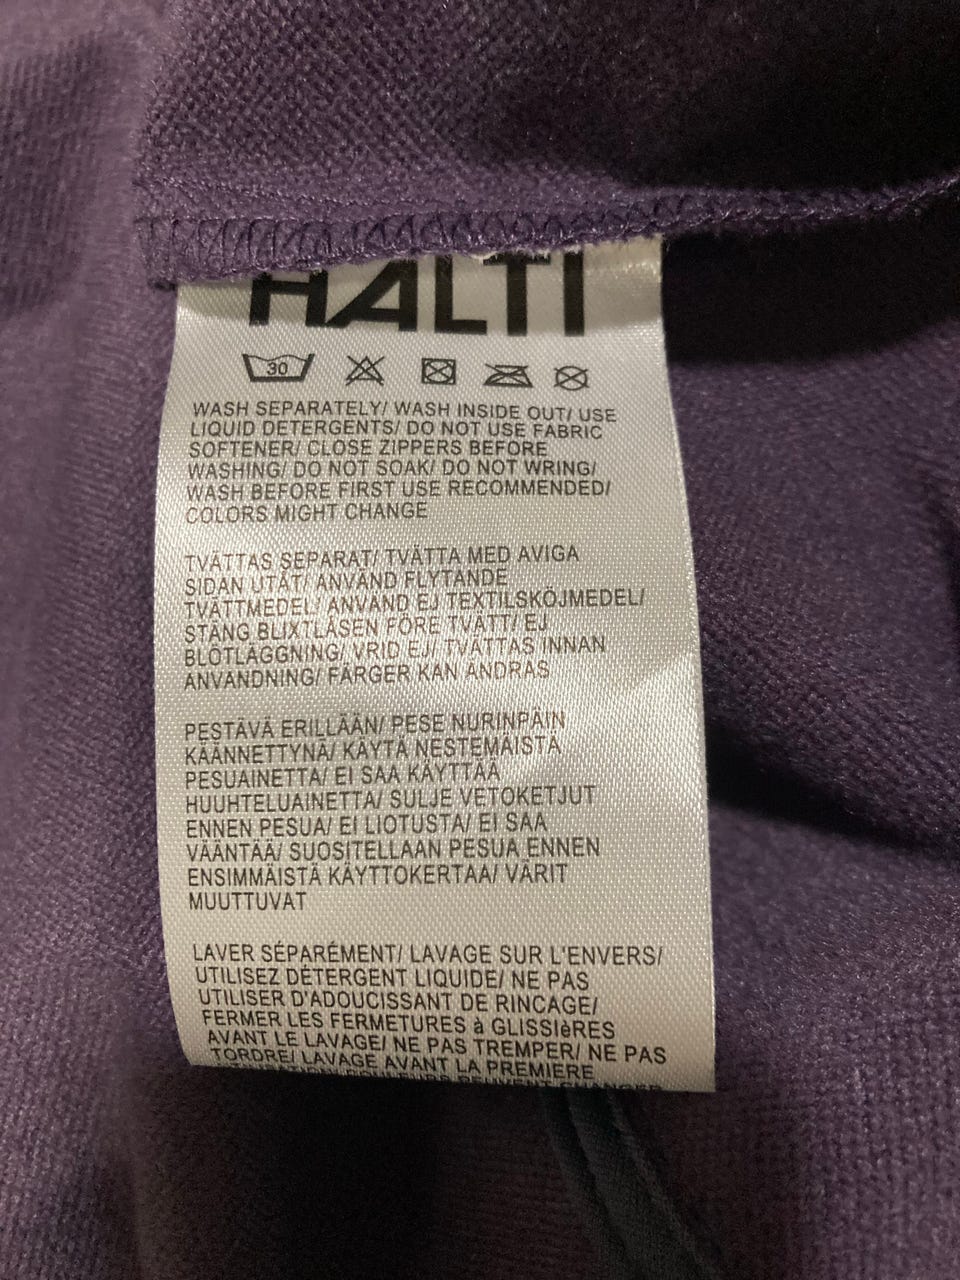 HALTI
30
WASH SEPARATELY/ WASH INSIDE OUT/ USE
LIQUID DETERGENTS/ DO NOT USE FABRIC
SOFTENER/ CLOSE ZIPPERS BEFORE
WASHING/ DO NOT SOAK/ DO NOT WRING/
WASH BEFORE FIRST USE RECOMMENDED/
COLORS MIGHT CHANGE
TVÄTTAS SEPARAT/ TVÄTTA MED AVIGA
SIDAN UTÅT/ ANVÄND FLYTANDE
TVÄTTMEDEL/ ANVÄND EJ TEXTILSKÖJMEDEL/
STÄNG BLIXTLÅSEN FÖRE TVÄTT/ EJ
BLÖTLÄGGNING/ VRID EJ/ TVÄTTAS INNAN
ANVÄNDNING/ FÄRGER KAN ÄNDRAS
PESTÄVÄ ERILLÄÄN/ PESE NURINPÄIN
KÄÄNNETTYNÄ/ KÄYTÄ NESTEMÄISTÄ
PESUAINETTA/ EI SAA KÄYTTÄÄ
HUUHTELUAINETTA/ SULJE VETOKETJUT
ENNEN PESUA/ EI LIOTUSTA/ EI SAA
VÄÄNTÄÄ/ SUOSITELLAAN PESUA ENNEN
ENSIMMÄISTÄ KÄYTTOKERTAA/ VÄRIT
MUUTTUVAT
LAVER SÉPARÉMENT/ LAVAGE SUR L'ENVERS/
UTILISEZ DÉTERGENT LIQUIDE/ NE PAS
UTILISER D'ADOUCISSANT DE RINCAGE/
FERMER LES FERMETURES à GLISSIèRES
AVANT LE LAVAGE/ NE PAS TREMPER/ NE PAS
TORDRE/ LAVAGE AVANT LA PREMIERE
PEUVENT CHANGER